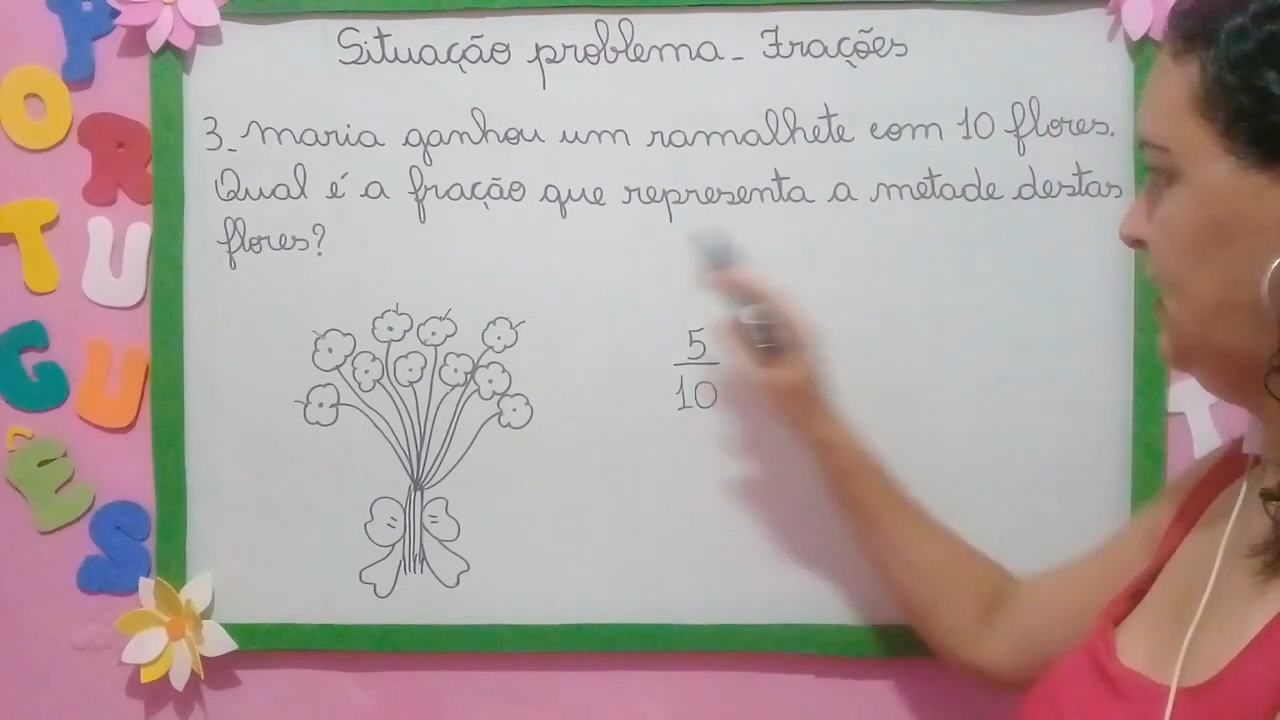 Situação problema - Frações
3- Maria ganhou um ramalhete com 10 flores.
Qual é a fração que representa a metade destas
flores?
5
10
PORTUGUÊS
T